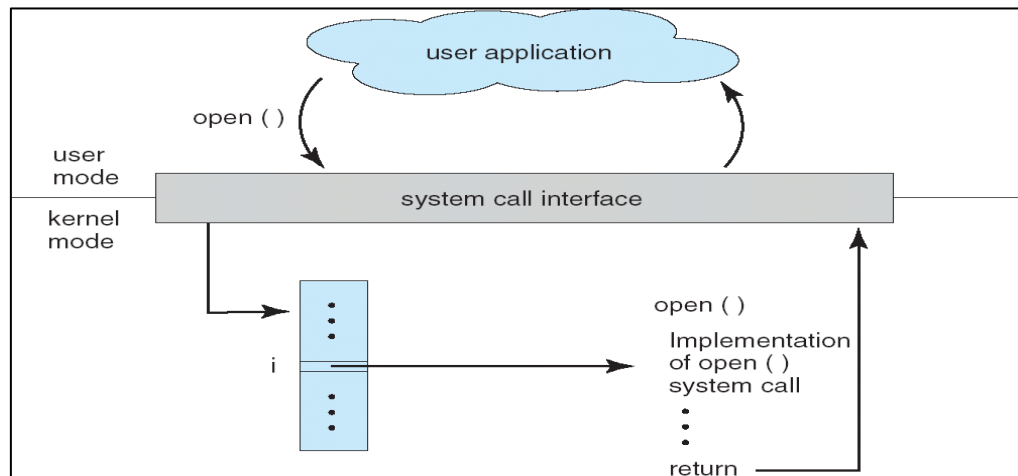 user application
open ( )
user
mode
system call interface
kernel
mode
open ( )
Implementation
of open ( )
system call
i
return